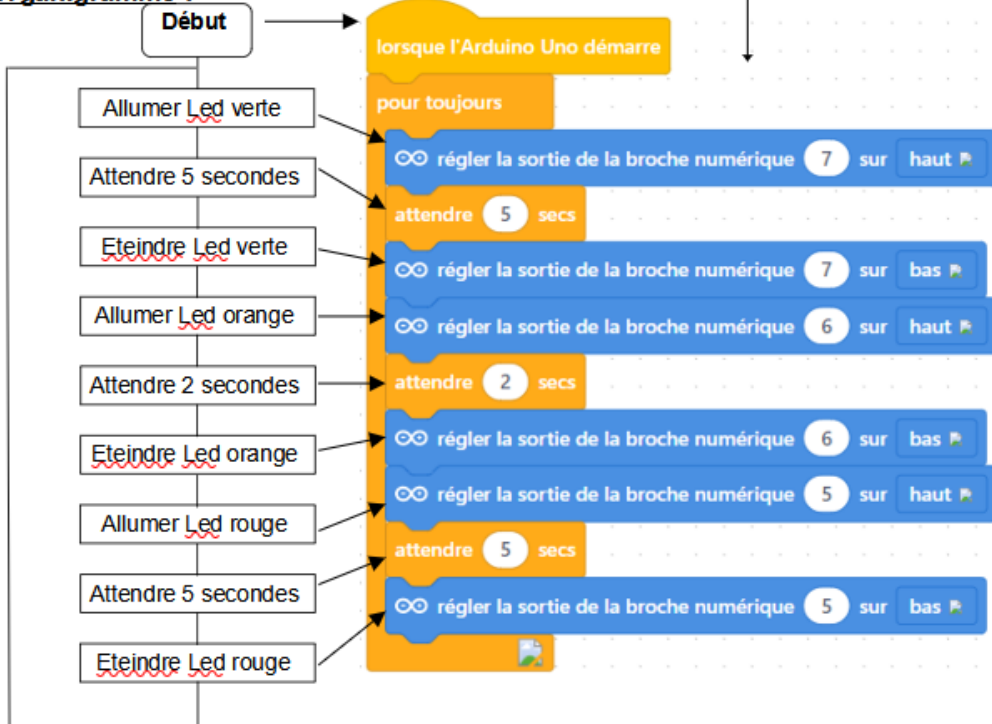 Début
lorsque l'Arduino Uno démarre
pour toujours
Allumer Led verte
régler la sortie de la broche numérique 7 sur haut
Attendre 5 secondes
attendre 5 secs
Eteindre Led verte
régler la sortie de la broche numérique 7 sur bas
Allumer Led orange
régler la sortie de la broche numérique 6 sur haut
Attendre 2 secondes
attendre 2 secs
Eteindre Led orange
régler la sortie de la broche numérique 6 sur bas
Allumer Led rouge
régler la sortie de la broche numérique 5 sur haut
Attendre 5 secondes
attendre 5 secs
Eteindre Led rouge
régler la sortie de la broche numérique 5 sur bas